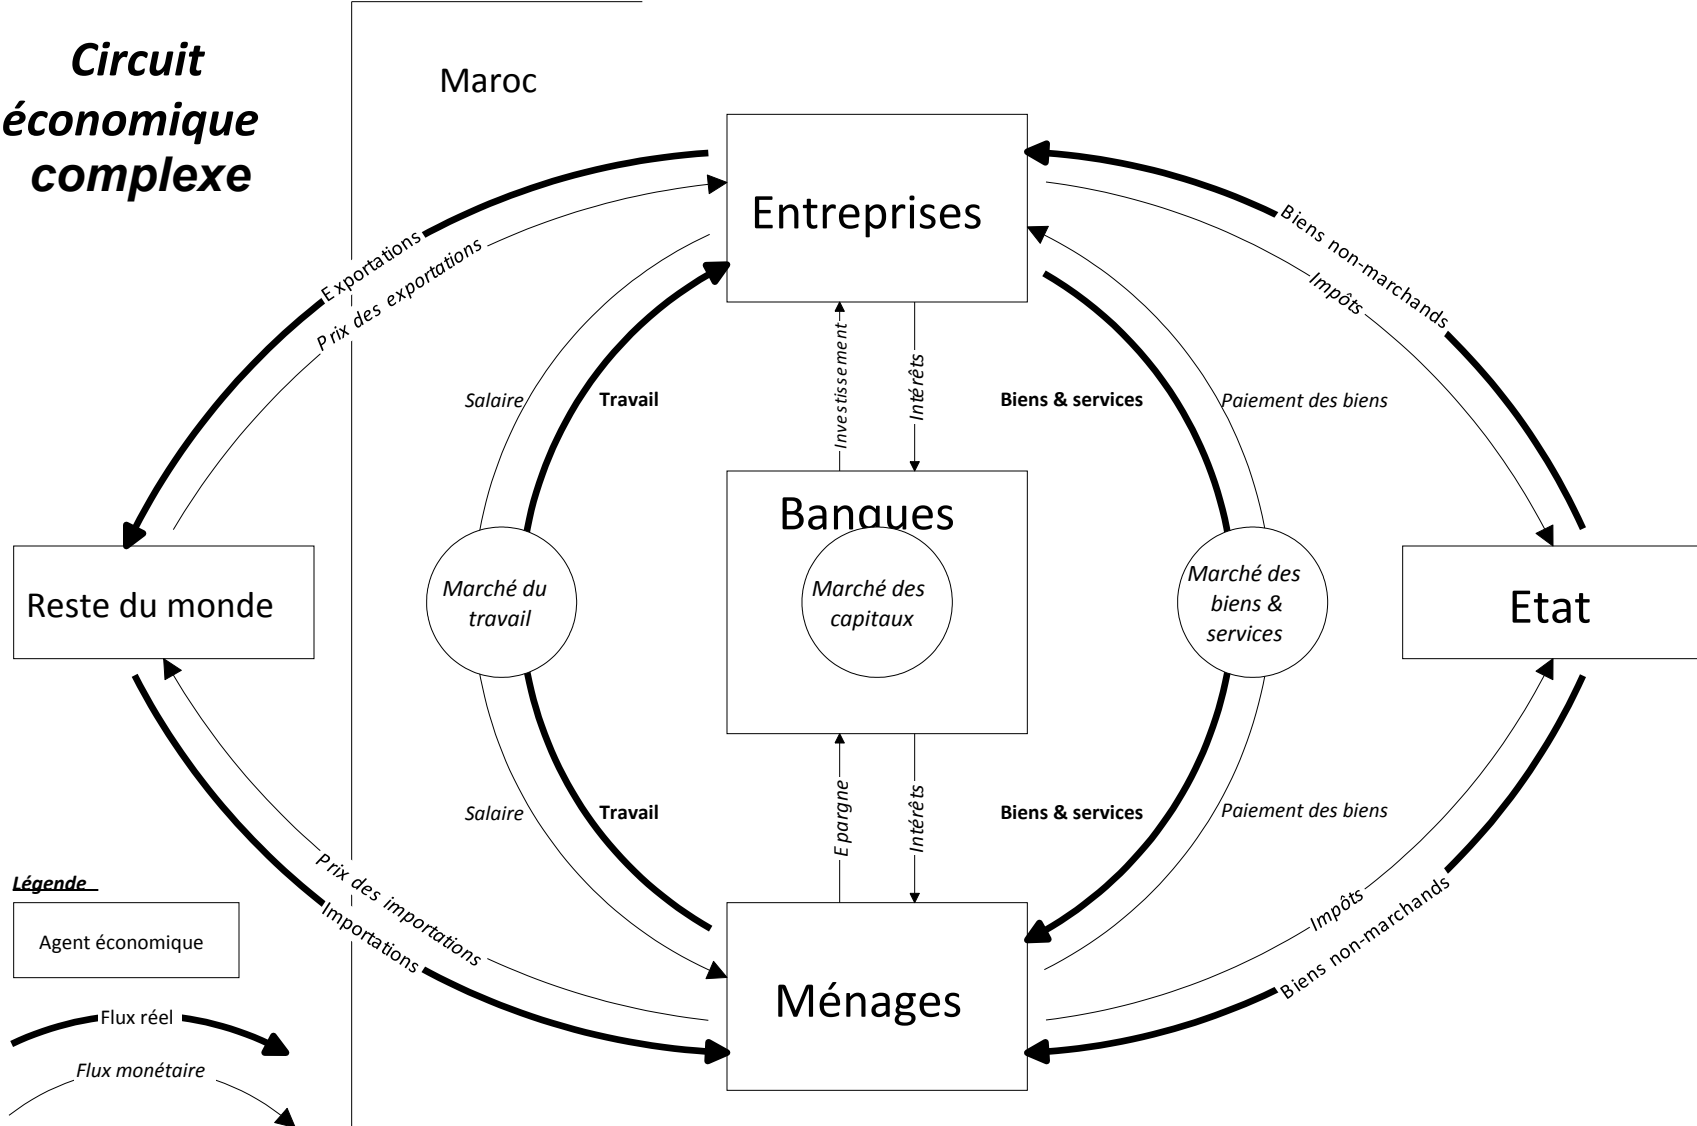 Circuit
économique
complexe
Maroc
Entreprises
Exportations
Prix des exportations
Biens non-marchands
Impôts
Salaire
Travail
Investissement
Intérêts
Biens & services
Paiement des biens
Banques
Reste du monde
Marché du
travail
Marché des
capitaux
Marché des
biens &
services
Etat
Salaire
Travail
Epargne
Intérêts
Biens & services
Paiement des biens
Prix des importations
Importations
Impôts
Biens non-marchands
Ménages
Légende
Agent économique
Flux réel
Flux monétaire